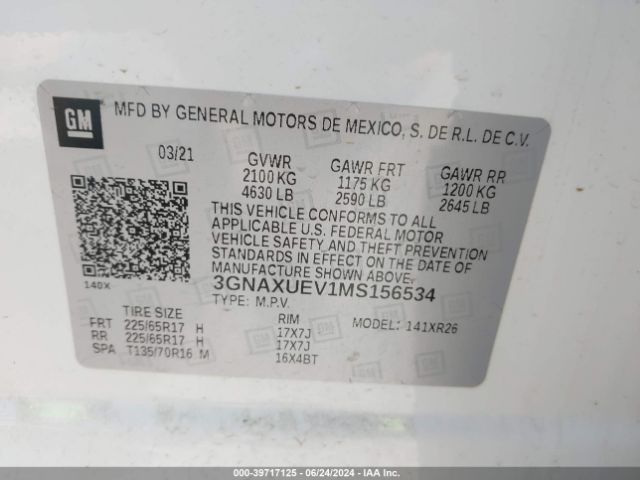 GM
MFD BY GENERAL MOTORS DE MEXICO, S. DE R.L. DE C.V.
03/21 GVWR GAWR FRT GAWR RR
2100 KG 1175 KG 1200 KG
4630 LB 2590 LB 2645 LB
THIS VEHICLE CONFORMS TO ALL
APPLICABLE U.S. FEDERAL MOTOR
VEHICLE SAFETY AND THEFT PREVENTION
STANDARDS IN EFFECT ON THE DATE OF
MANUFACTURE SHOWN ABOVE.
140X
3GNAXUEV1MS156534
TYPE: M.P.V.
TIRE SIZE RIM MODEL: 141XR26
FRT 225/65R17 H 17X7J
RR 225/65R17 H 17X7J
SPA T135/70R16 M 16X4BT
000-39717125 - 06/24/2024 - IAAI.COM